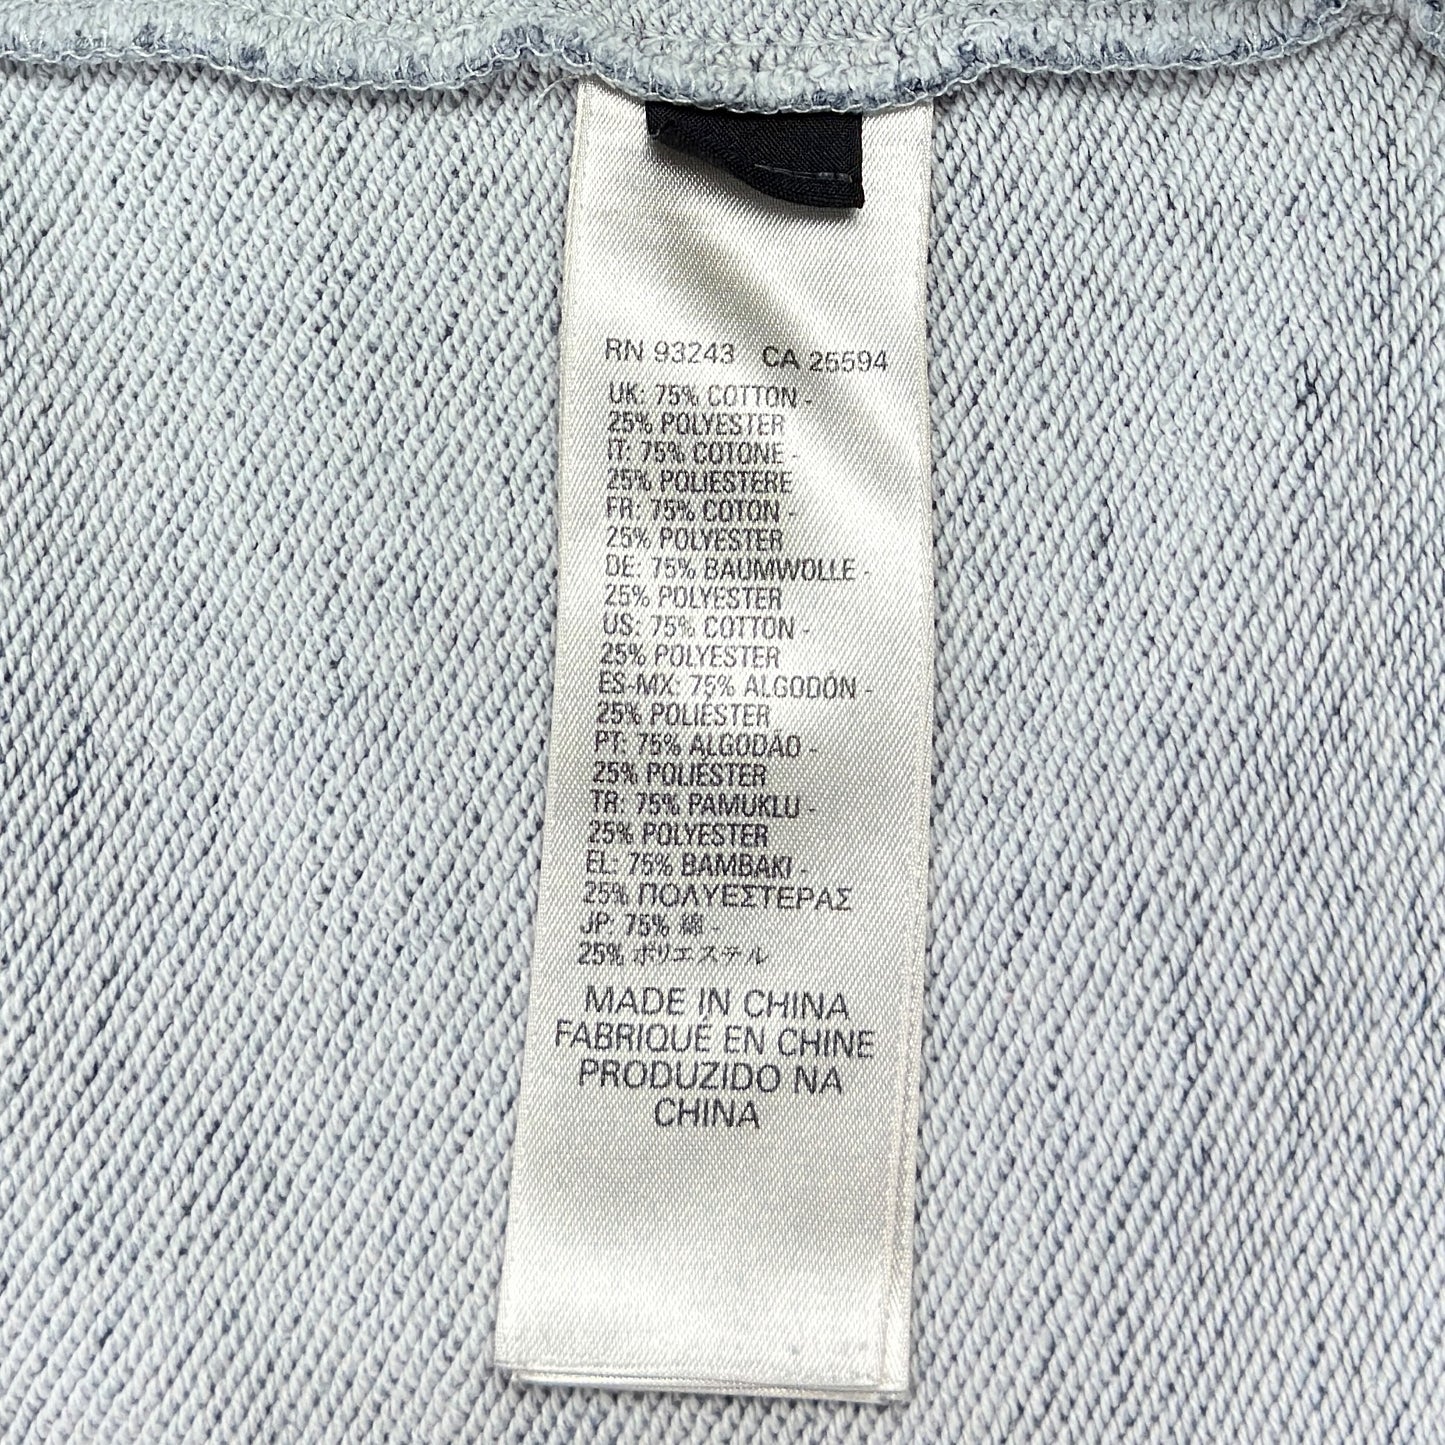 RN 93243 CA 25594
UK: 75% COTTON -
25% POLYESTER
IT: 75% COTONE -
25% POLIESTERE
FR: 75% COTON -
25% POLYESTER
DE: 75% BAUMWOLLE -
25% POLYESTER
US: 75% COTTON -
25% POLYESTER
ES-MX: 75% ALGODÓN -
25% POLIÉSTER
PT: 75% ALGODÃO -
25% POLIÉSTER
TR: 75% PAMUKLU -
25% POLYESTER
EL: 75% BAMBAKI -
25% ΠΟΛΥΕΣΤΕΡΑΣ
JP: 75% 綿 -
25% ポリエステル
MADE IN CHINA
FABRIQUÉ EN CHINE
PRODUZIDO NA
CHINA